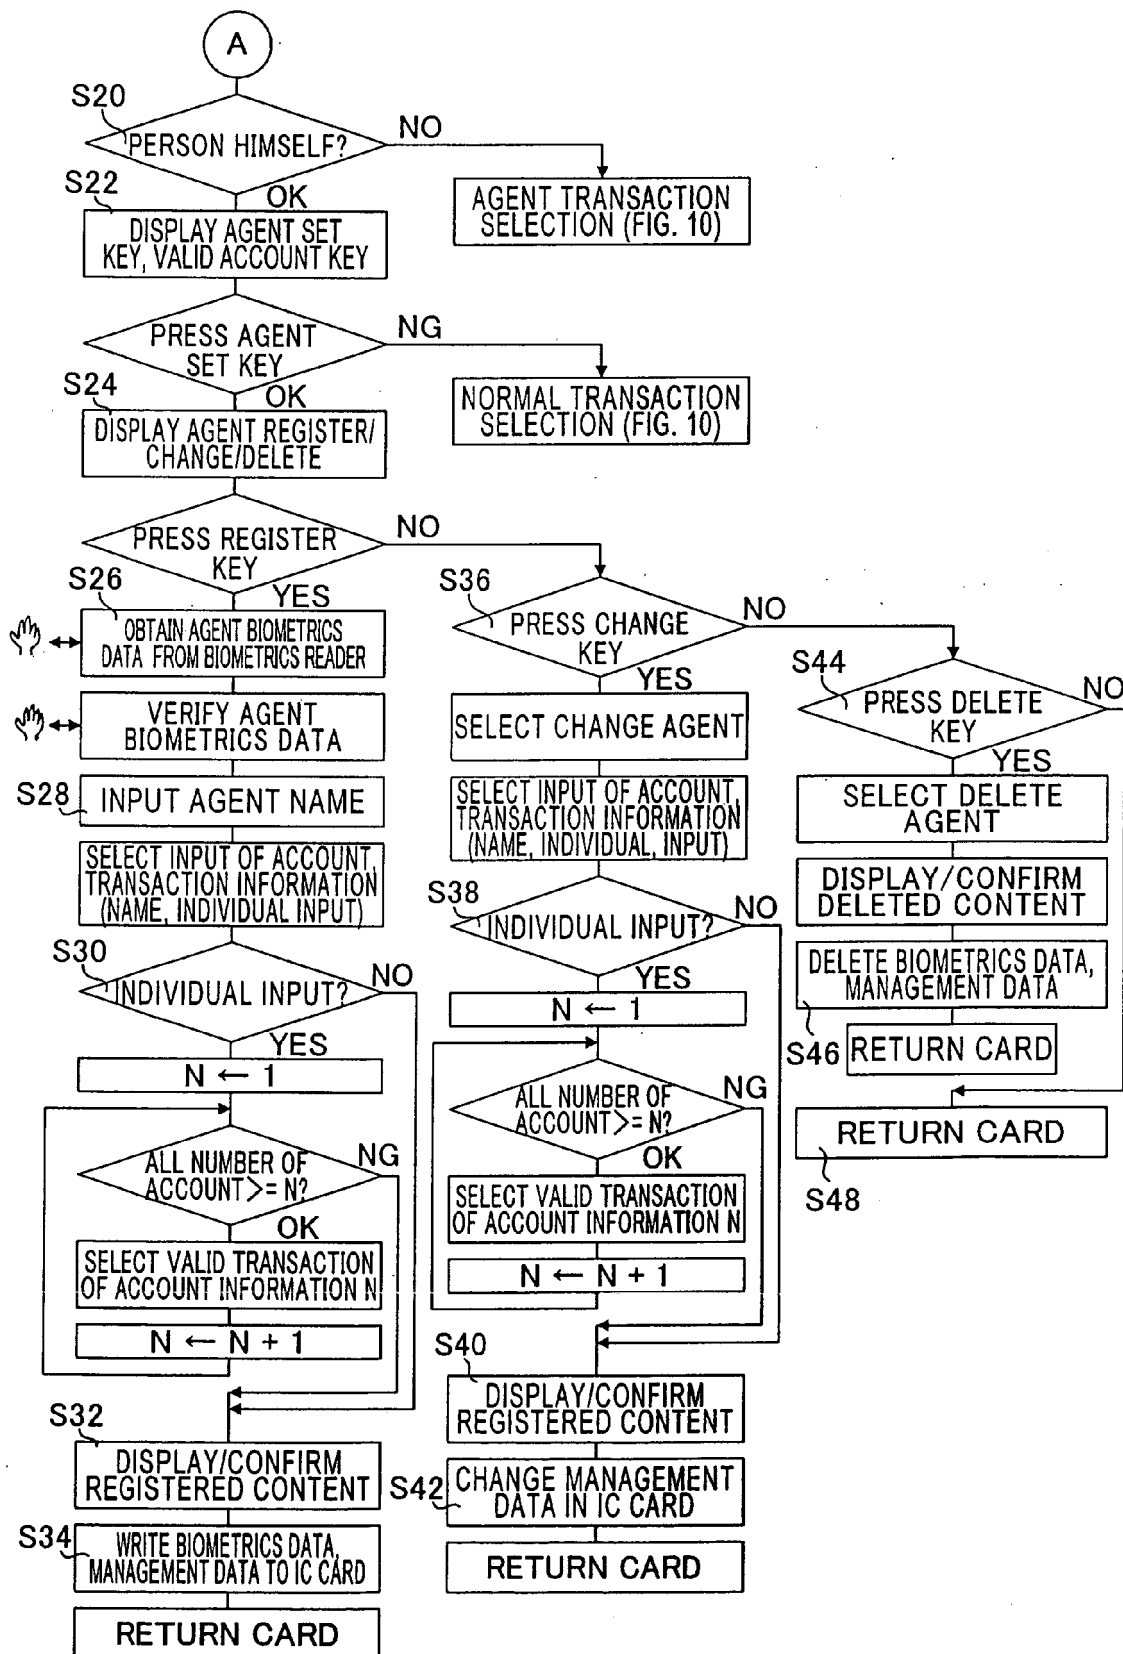 A
S20
PERSON HIMSELF?
NO
AGENT TRANSACTION
SELECTION (FIG. 10)
OK
S22
DISPLAY AGENT SET
KEY, VALID ACCOUNT KEY
PRESS AGENT
SET KEY
NG
NORMAL TRANSACTION
SELECTION (FIG. 10)
OK
S24
DISPLAY AGENT REGISTER/
CHANGE/DELETE
PRESS REGISTER
KEY
NO
YES
S26
OBTAIN AGENT BIOMETRICS
DATA FROM BIOMETRICS READER
VERIFY AGENT
BIOMETRICS DATA
S28
INPUT AGENT NAME
SELECT INPUT OF ACCOUNT,
TRANSACTION INFORMATION
(NAME, INDIVIDUAL INPUT)
S30
INDIVIDUAL INPUT?
NO
YES
N ← 1
ALL NUMBER OF
ACCOUNT>= N?
NG
OK
SELECT VALID TRANSACTION
OF ACCOUNT INFORMATION N
N ← N + 1
S32
DISPLAY/CONFIRM
REGISTERED CONTENT
S34
WRITE BIOMETRICS DATA,
MANAGEMENT DATA TO IC CARD
RETURN CARD
S36
PRESS CHANGE
KEY
NO
YES
SELECT CHANGE AGENT
SELECT INPUT OF ACCOUNT,
TRANSACTION INFORMATION
(NAME, INDIVIDUAL, INPUT)
S38
INDIVIDUAL INPUT?
NO
YES
N ← 1
ALL NUMBER OF
ACCOUNT>= N?
NG
OK
SELECT VALID TRANSACTION
OF ACCOUNT INFORMATION N
N ← N + 1
S40
DISPLAY/CONFIRM
REGISTERED CONTENT
S42
CHANGE MANAGEMENT
DATA IN IC CARD
RETURN CARD
S44
PRESS DELETE
KEY
NO
YES
SELECT DELETE
AGENT
DISPLAY/CONFIRM
DELETED CONTENT
DELETE BIOMETRICS DATA,
MANAGEMENT DATA
S46
RETURN CARD
RETURN CARD
S48